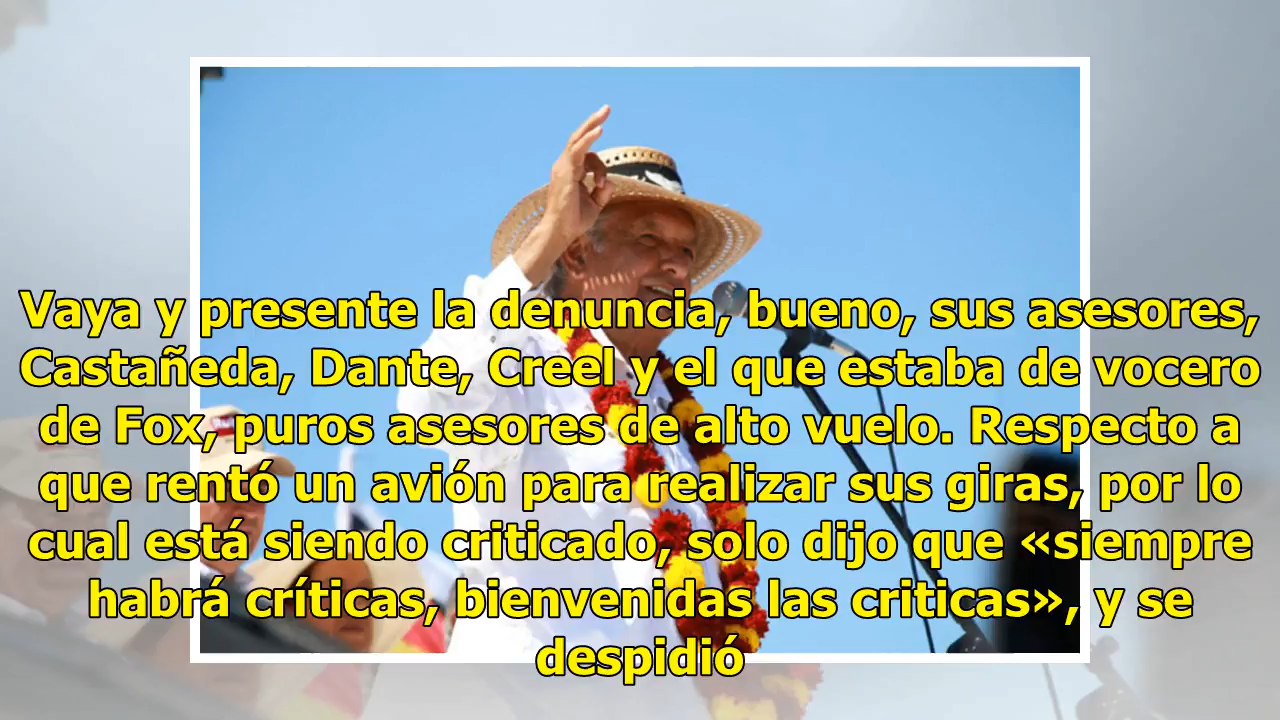 Vaya y presente la denuncia, bueno, sus asesores,
Castañeda, Dante, Creel y el que estaba de vocero
de Fox, puros asesores de alto vuelo. Respecto a
que rentó un avión para realizar sus giras, por lo
cual está siendo criticado, solo dijo que «siempre
habrá críticas, bienvenidas las criticas», y se
despidió